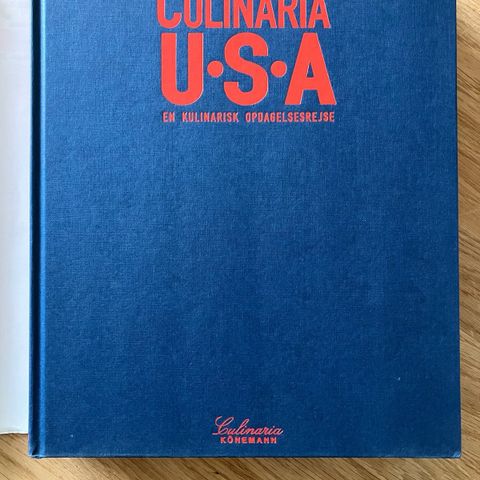 CULINARIA
U·S·A
EN KULINARISK OPDAGELSESREJSE
Culinaria
KÖNEMANN